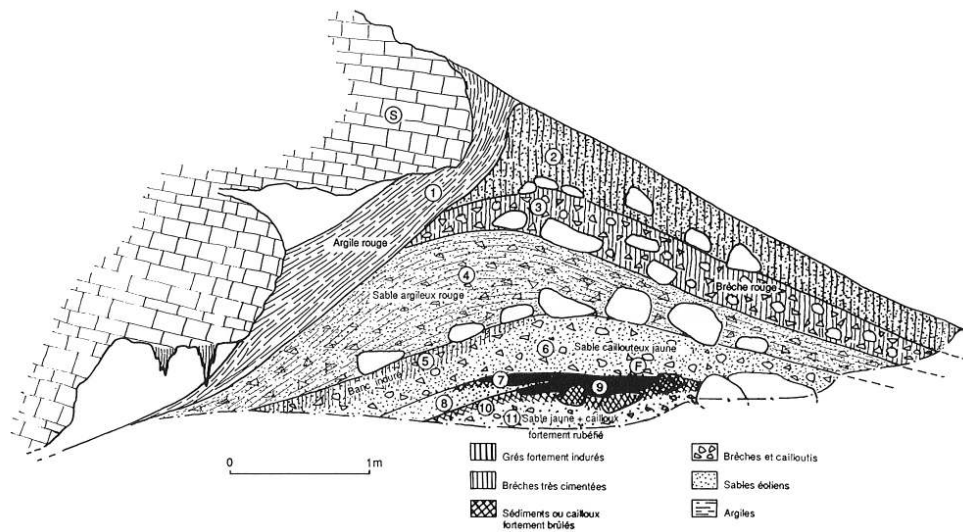 S
2
1
3
Argile rouge
4
Brèche rouge
Sable argileux rouge
6
Sable caillouteux jaune
5
F
Banc induré
7
9
8
10
11 Sable jaune + cailloux
fortement rubéfié
0 1m
Grés fortement indurés
Brèches très cimentées
Sédiments ou cailloux
fortement brûlés
Brèches et cailloutis
Sables éoliens
Argiles